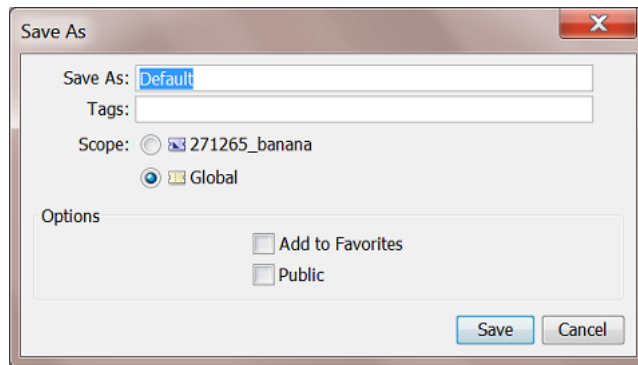 Save As
Save As: Default
Tags:
Scope: 271265_banana
Global
Options
Add to Favorites
Public
Save Cancel